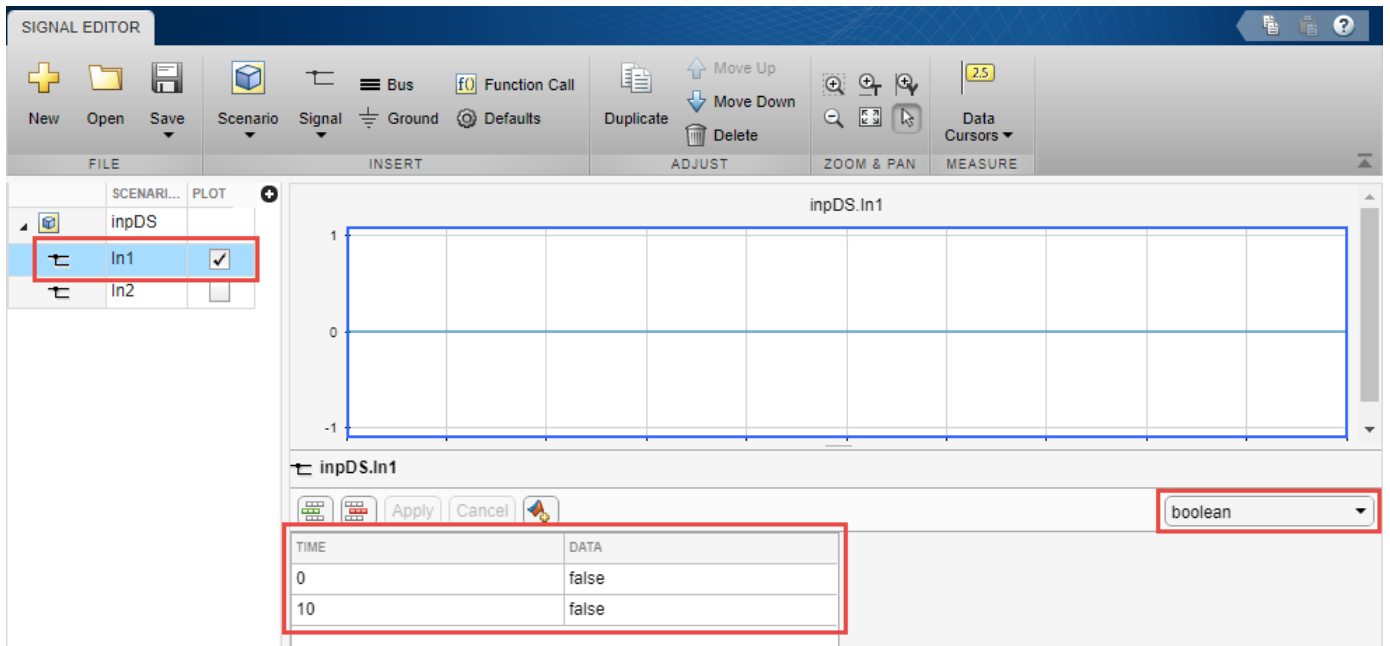 SIGNAL EDITOR
?
New
Open
Save
Scenario
Signal
Bus
Ground
f() Function Call
Defaults
Duplicate
Move Up
Move Down
Delete
2.5
Data
Cursors
FILE
INSERT
ADJUST
ZOOM & PAN
MEASURE
SCENARI...
PLOT
inpDS
In1
In2
inpDS.In1
1
0
-1
inpDS.In1
Apply
Cancel
boolean
TIME
DATA
0
false
10
false